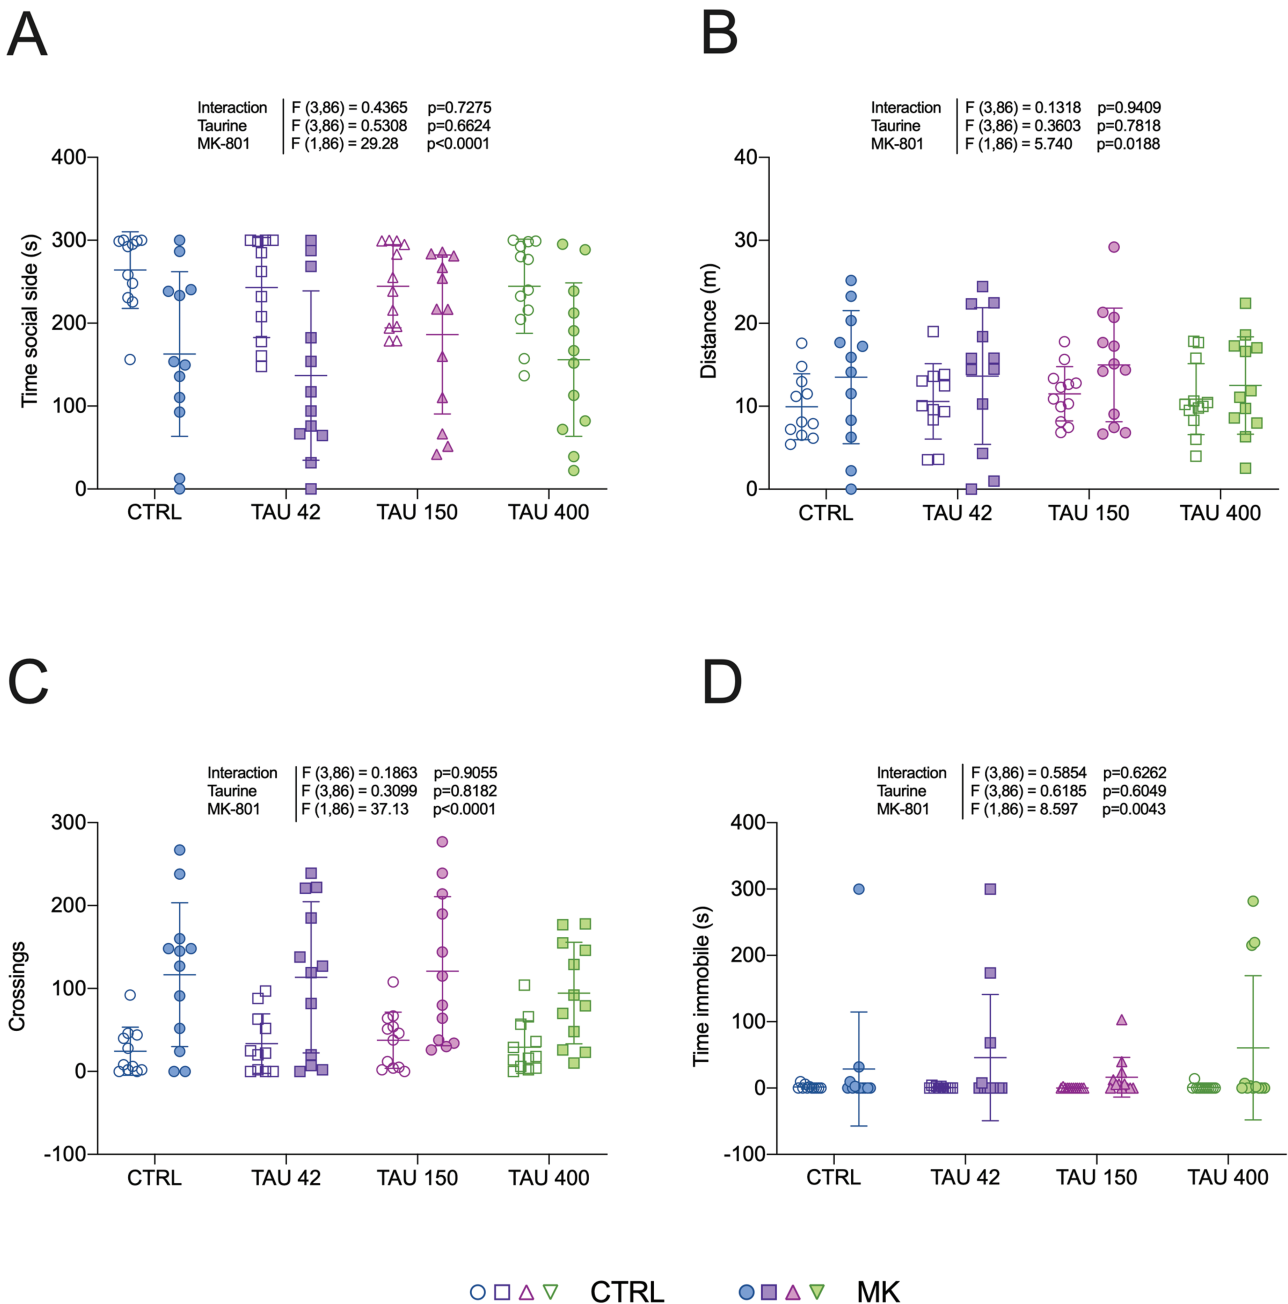 A
Interaction F (3,86) = 0.4365 p=0.7275
Taurine F (3,86) = 0.5308 p=0.6624
MK-801 F (1,86) = 29.28 p<0.0001
Time social side (s)
400
300
200
100
0
CTRL TAU 42 TAU 150 TAU 400
B
Interaction F (3,86) = 0.1318 p=0.9409
Taurine F (3,86) = 0.3603 p=0.7818
MK-801 F (1,86) = 5.740 p=0.0188
Distance (m)
40
30
20
10
0
CTRL TAU 42 TAU 150 TAU 400
C
Interaction F (3,86) = 0.1863 p=0.9055
Taurine F (3,86) = 0.3099 p=0.8182
MK-801 F (1,86) = 37.13 p<0.0001
Crossings
300
200
100
0
-100
CTRL TAU 42 TAU 150 TAU 400
D
Interaction F (3,86) = 0.5854 p=0.6262
Taurine F (3,86) = 0.6185 p=0.6049
MK-801 F (1,86) = 8.597 p=0.0043
Time immobile (s)
400
300
200
100
0
-100
CTRL TAU 42 TAU 150 TAU 400
CTRL MK